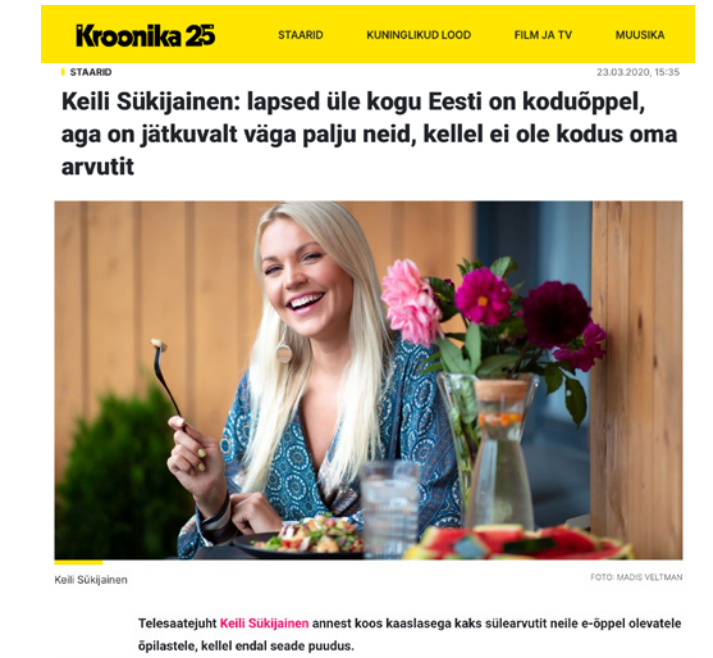 Kroonika 25
STAARID KUNINGLIKUD LOOD FILM JA TV MUUSIKA
STAARID 23.03.2020, 15:35
Keili Sükijainen: lapsed üle kogu Eesti on koduõppel,
aga on jätkuvalt väga palju neid, kellel ei ole kodus oma
arvutit
Keili Sükijainen FOTO: MADIS VELTMAN
Telesaatejuht Keili Sükijainen annest koos kaaslasega kaks sülearvutit neile e-õppel olevatele
õpilastele, kellel endal seade puudus.